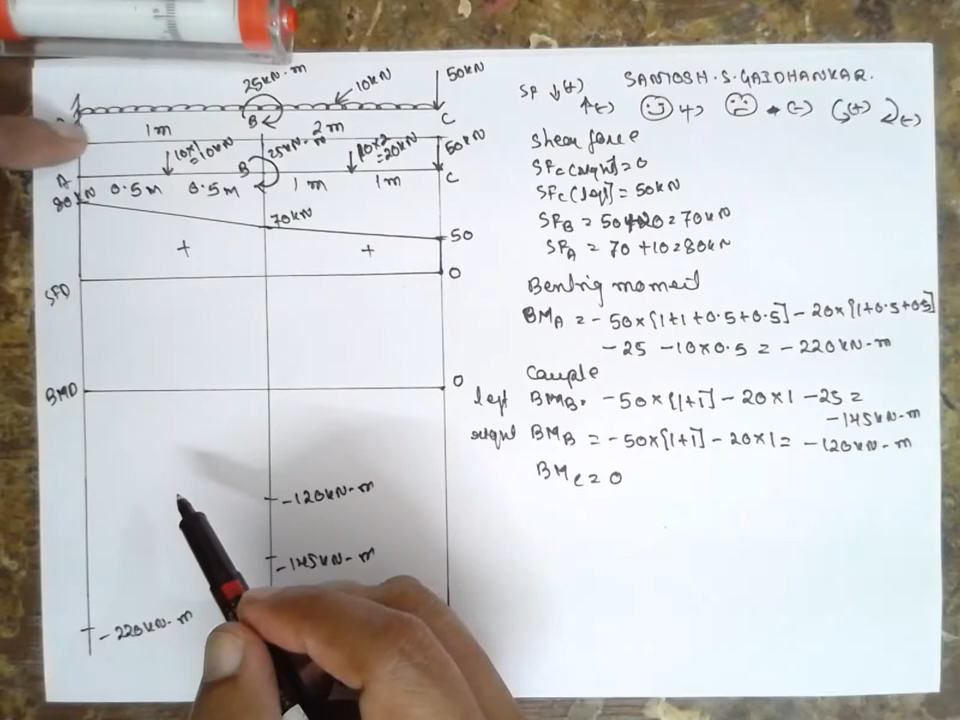 25kN-m
10kN
50kN
B
C
1m
2m
10x1=10kN
25kN-m
10x2=20kN
50kN
B
A
C
0.5m
0.5m
1m
1m
80kN
70kN
50
+
+
0
SFD
BMD
0
-120kN-m
-145kN-m
-220kN-m
SF ↓(+)
↑(-)
+)
(-)
(+)
(-)
SANTOSH.S.GAIDHANKAR.
Shear force
SFc (right)=0
SFc(left]=50kN
SFB = 50+20=70kN
SFA = 70+10=80kN
Bending moment
BMA = -50x[1+1+0.5+0.5]-20x[1+0.5+0.5]
-25 -10x0.5 = -220kN-m
Couple
left BMB= -50x[1+1]-20x1-25=
-145kN-m
right BMB = -50x[1+1]-20x1= -120kN-m
BMc=0